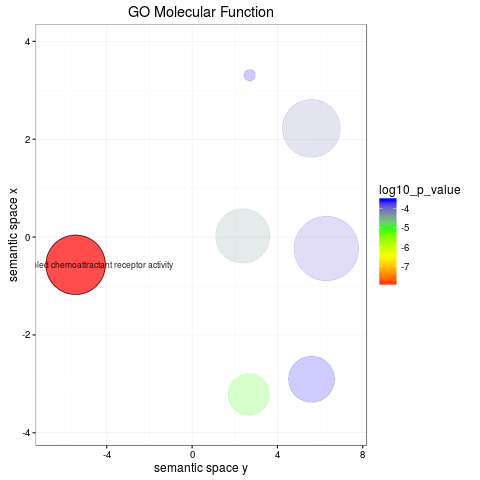 GO Molecular Function
4
2
0
-2
-4
semantic space x
chemoattractant receptor activity
-4
0
4
8
semantic space y
log10_p_value
-4
-5
-6
-7